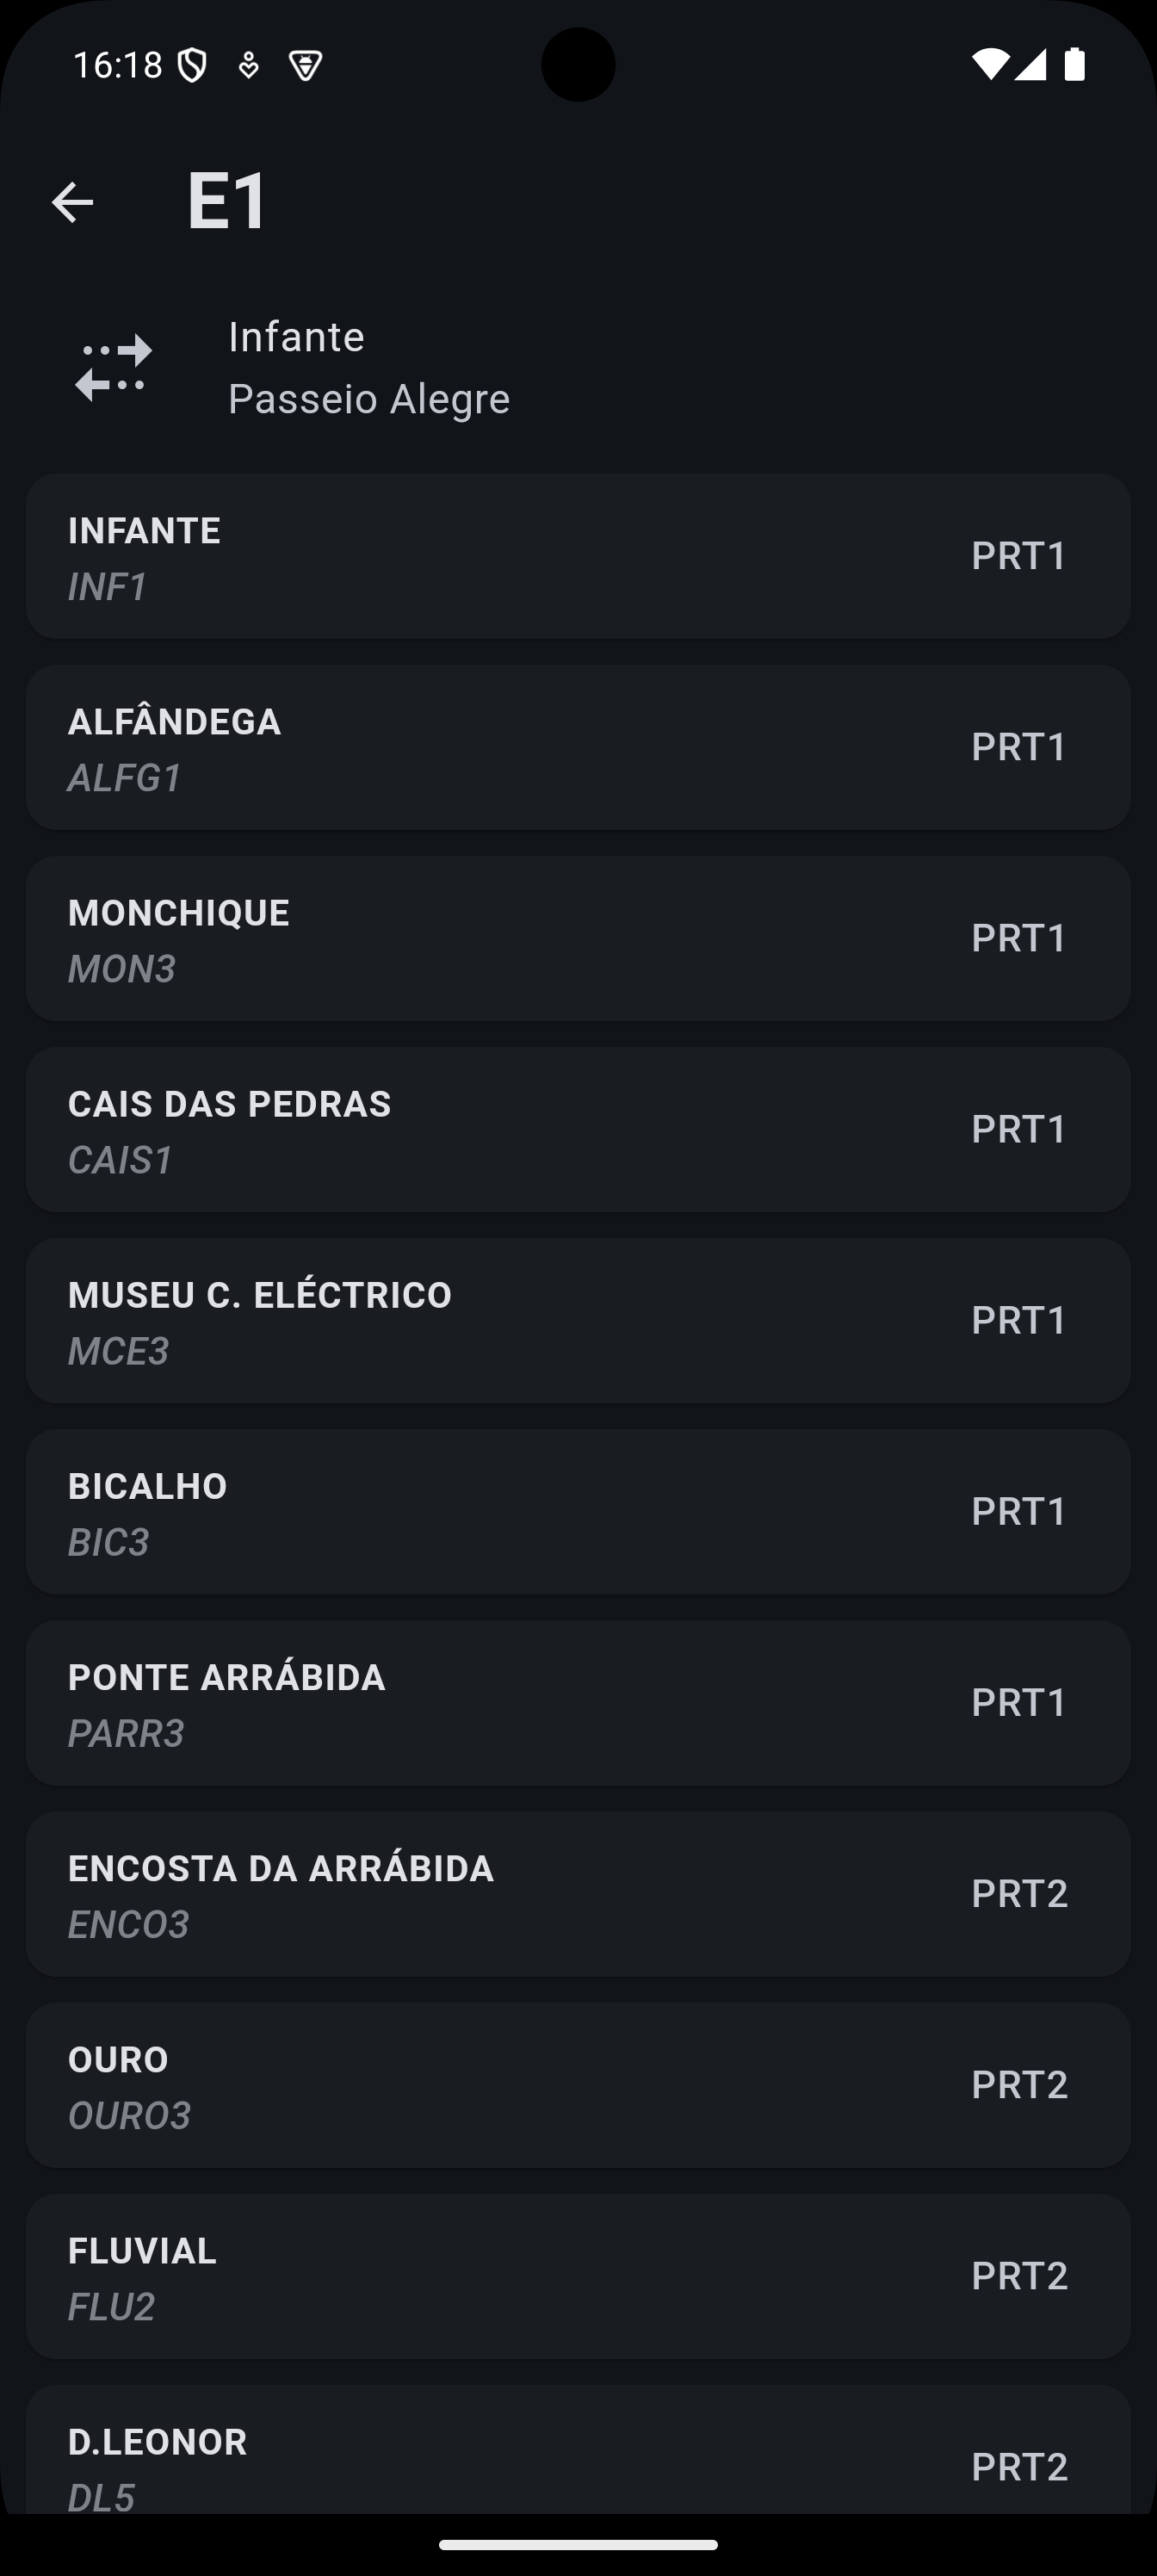 16:18
E1
Infante
Passeio Alegre
INFANTE
INF1
PRT1
ALFÂNDEGA
ALFG1
PRT1
MONCHIQUE
MON3
PRT1
CAIS DAS PEDRAS
CAIS1
PRT1
MUSEU C. ELÉCTRICO
MCE3
PRT1
BICALHO
BIC3
PRT1
PONTE ARRÁBIDA
PARR3
PRT1
ENCOSTA DA ARRÁBIDA
ENCO3
PRT2
OURO
OURO3
PRT2
FLUVIAL
FLU2
PRT2
D.LEONOR
DL5
PRT2